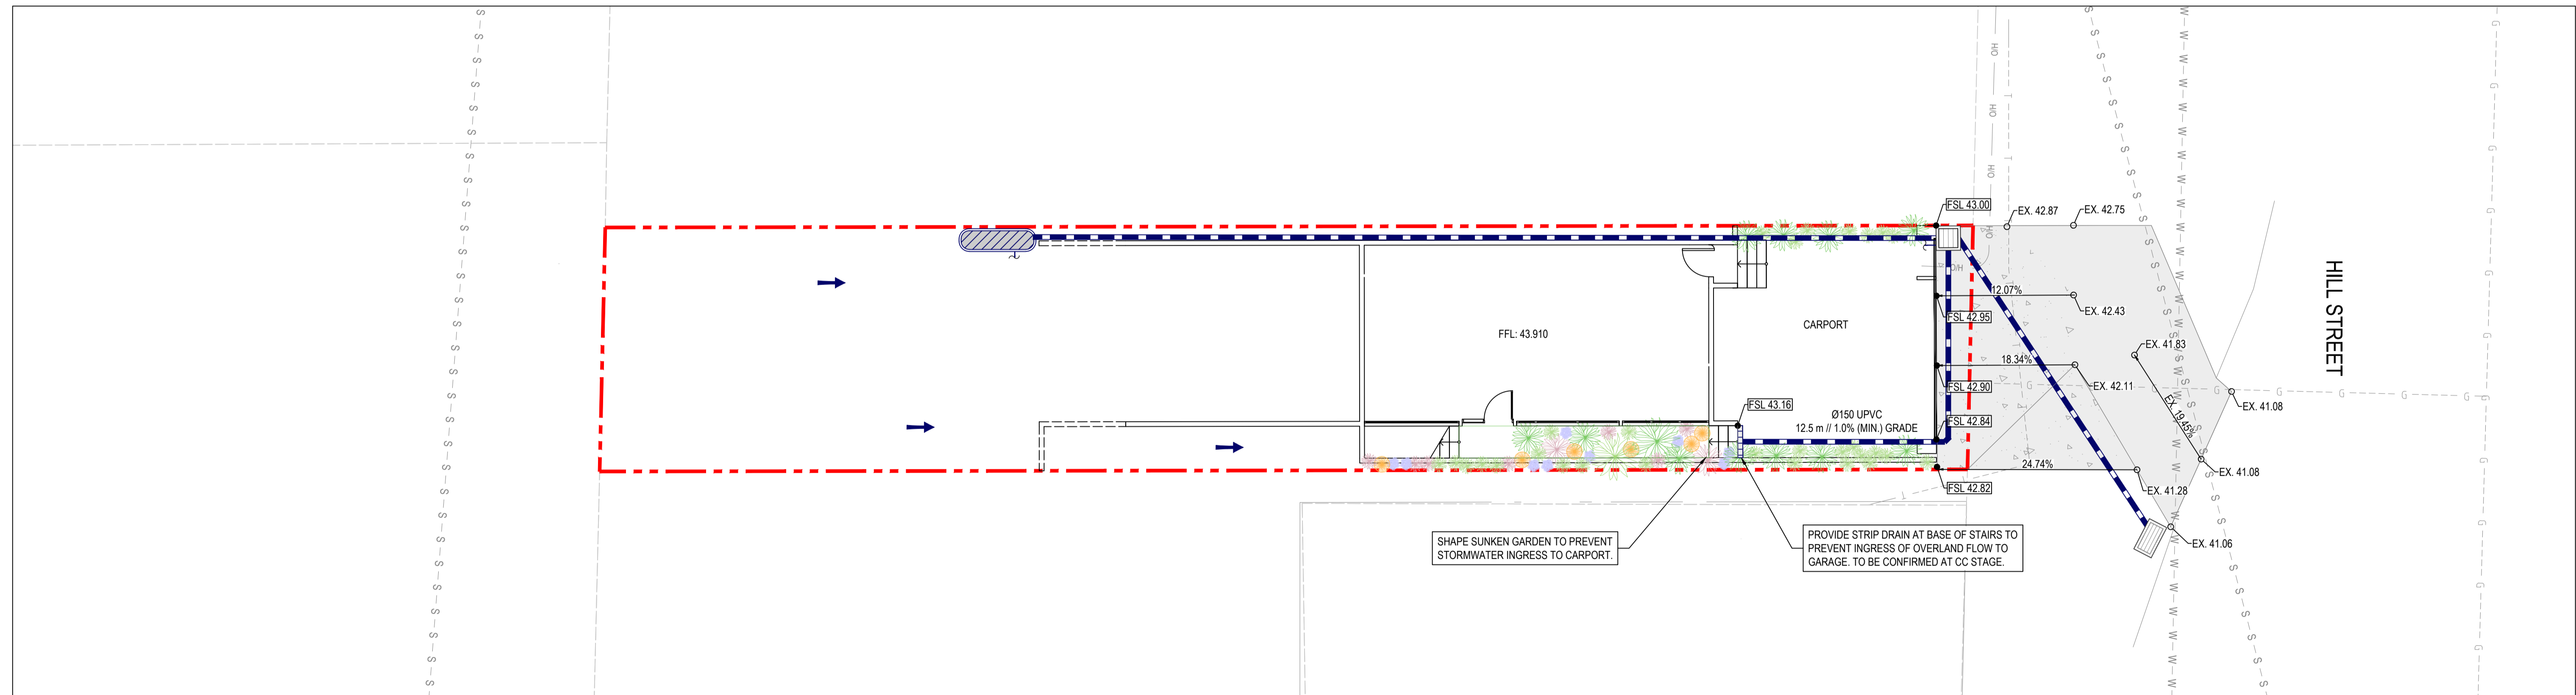 FSL 43.00
EX. 42.87
EX. 42.75
O/H
O/H
O/H
O/H
O/H
12.07%
EX. 42.43
FSL 42.95
CARPORT
FFL: 43.910
HILL STREET
EX. 41.83
18.34%
FSL 42.90
EX. 42.11
EX. 19.45%
EX. 41.08
FSL 43.16
Ø150 UPVC
12.5 m // 1.0% (MIN.) GRADE
FSL 42.84
24.74%
EX. 41.08
FSL 42.82
EX. 41.28
SHAPE SUNKEN GARDEN TO PREVENT
STORMWATER INGRESS TO CARPORT.
PROVIDE STRIP DRAIN AT BASE OF STAIRS TO
PREVENT INGRESS OF OVERLAND FLOW TO
GARAGE. TO BE CONFIRMED AT CC STAGE.
EX. 41.06